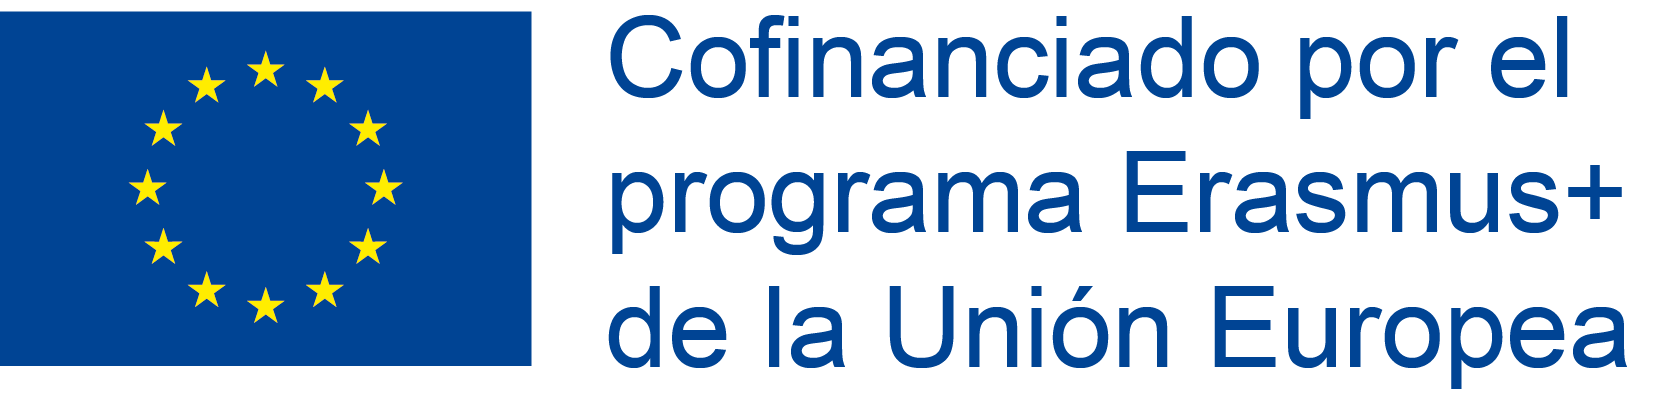 Cofinanciado por el
programa Erasmus+
de la Unión Europea